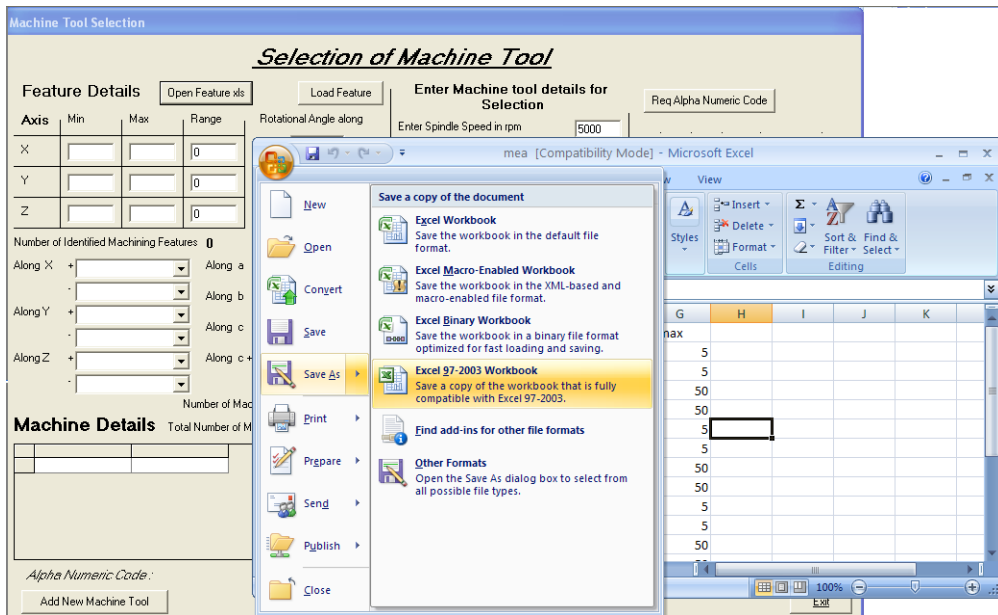 Machine Tool Selection
Selection of Machine Tool
Feature Details
Open Feature xls
Load Feature
Enter Machine tool details for
Selection
Req Alpha Numeric Code
Axis Min Max Range
Rotational Angle along
Enter Spindle Speed in rpm 5000
X 0
Y 0
Z 0
Number of Identified Machining Features 0
Along X + Along a
- Along b
Along Y +
- Along c
Along Z + Along c +
-
Number of Mac
Machine Details Total Number of M
Alpha Numeric Code :
Add New Machine Tool
Exit
mea [Compatibility Mode] - Microsoft Excel
View
Styles
Insert
Delete
Format
Cells
Σ
Sort & Find &
Filter Select
Editing
New
Open
Convert
Save
Save As
Print
Prepare
Send
Publish
Close
Save a copy of the document
Excel Workbook
Save the workbook in the default file
format.
Excel Macro-Enabled Workbook
Save the workbook in the XML-based and
macro-enabled file format.
Excel Binary Workbook
Save the workbook in a binary file format
optimized for fast loading and saving.
Excel 97-2003 Workbook
Save a copy of the workbook that is fully
compatible with Excel 97-2003.
Find add-ins for other file formats
Other Formats
Open the Save As dialog box to select from
all possible file types.
G H I J K
max
5
5
50
50
5
5
50
50
5
5
50
50
100%